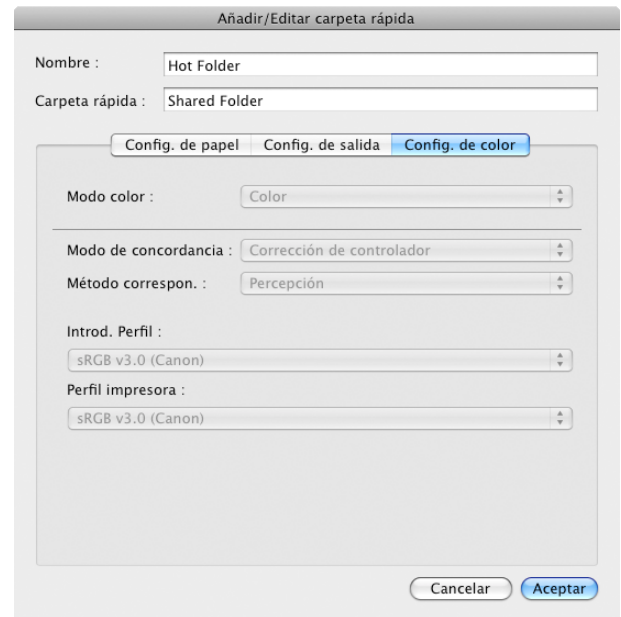 Añadir/Editar carpeta rápida
Nombre : Hot Folder
Carpeta rápida : Shared Folder
Config. de papel Config. de salida Config. de color
Modo color : Color
Modo de concordancia : Corrección de controlador
Método correspon. : Percepción
Introd. Perfil :
sRGB v3.0 (Canon)
Perfil impresora :
sRGB v3.0 (Canon)
Cancelar Aceptar